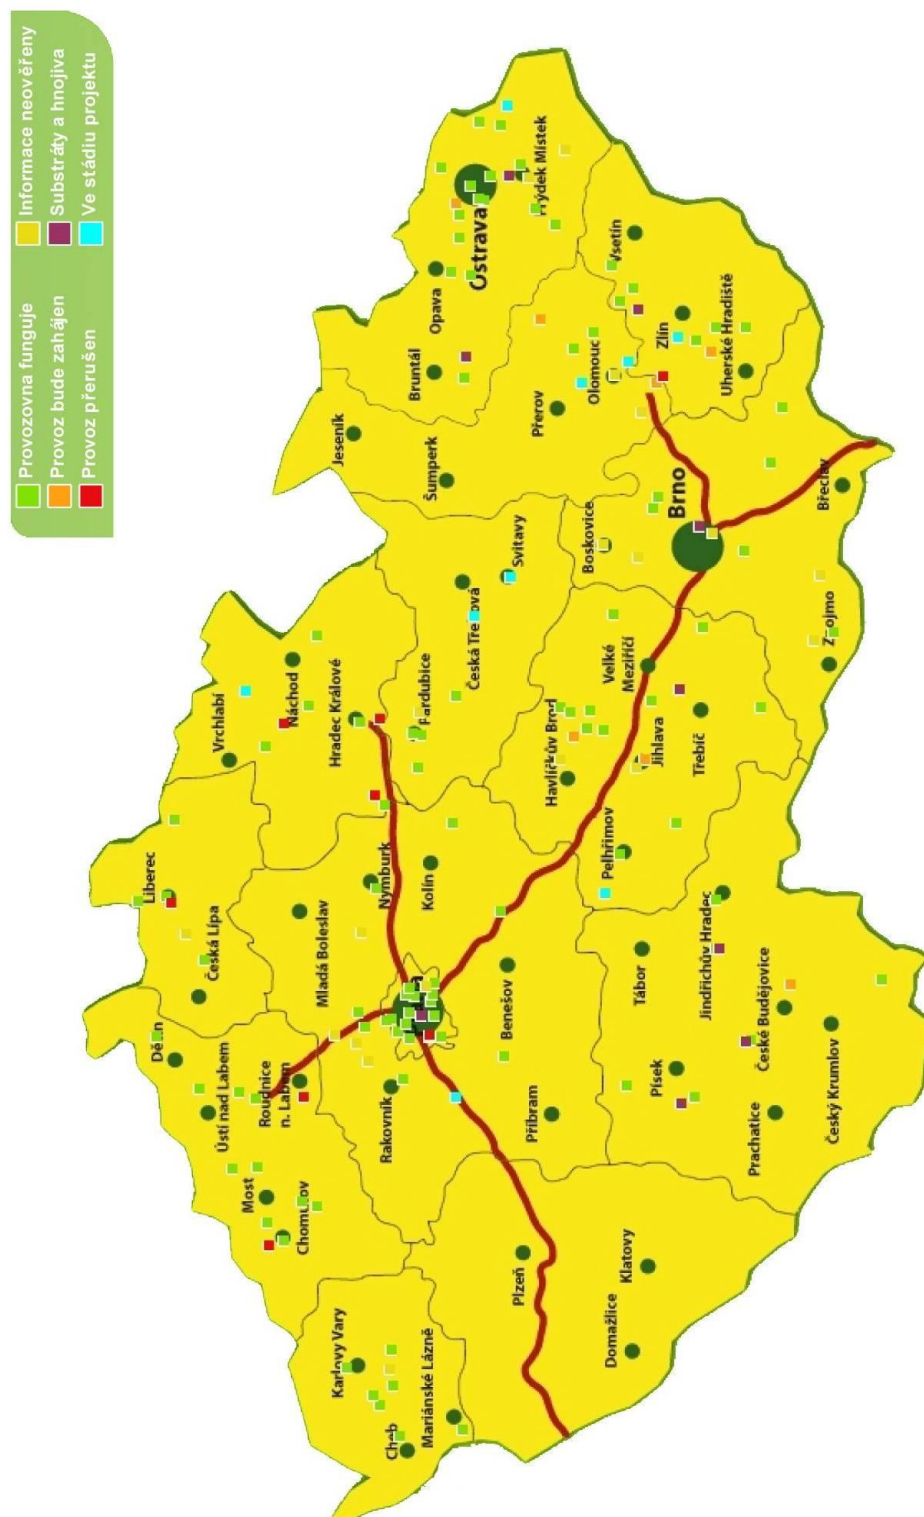 Provozovna funguje
Provoz bude zahájen
Provoz přerušen
Informace neověřeny
Substráty a hnojiva
Ve stádiu projektu
Liberec
Česká Lípa
Vrchlabí
Náchod
Hradec Králové
Ústí nad Labem
Roudnice
n. Labem
Most
Chomutov
Karlovy Vary
Cheb
Mariánské Lázně
Rakovník
Mladá Boleslav
Nymburk
Kolín
Benešov
Příbram
Plzeň
Klatovy
Domažlice
Pardubice
Česká Třebová
Svitavy
Jeseník
Šumperk
Bruntál
Opava
Ostrava
Frýdek Místek
Přerov
Olomouc
Vsetín
Zlín
Uherské Hradiště
Boskovice
Brno
Břeclav
Znojmo
Havlíčkův Brod
Velké
Meziříčí
Jihlava
Třebíč
Pelhřimov
Tábor
Jindřichův Hradec
Písek
České Budějovice
Prachatice
Český Krumlov